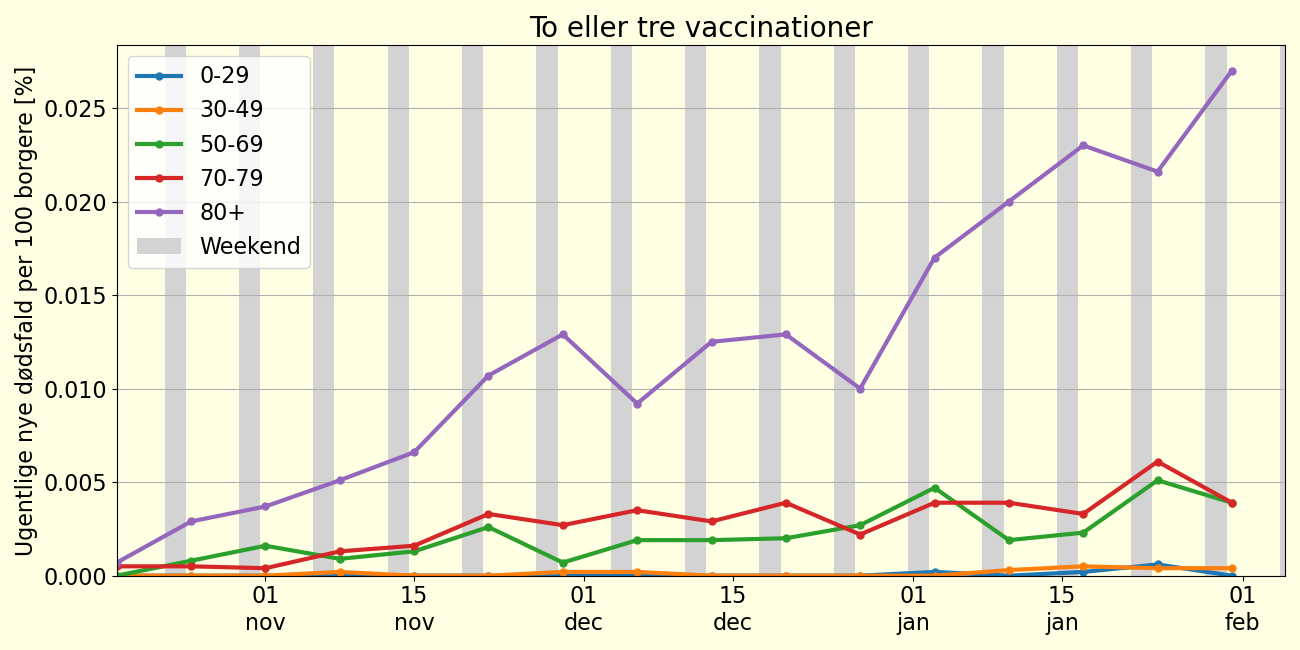 To eller tre vaccinationer
Ugentlige nye dødsfald per 100 borgere [%]
0.025
0.020
0.015
0.010
0.005
0.000
0-29
30-49
50-69
70-79
80+
Weekend
01 15 01 15 01 15 01
nov nov dec dec jan jan feb